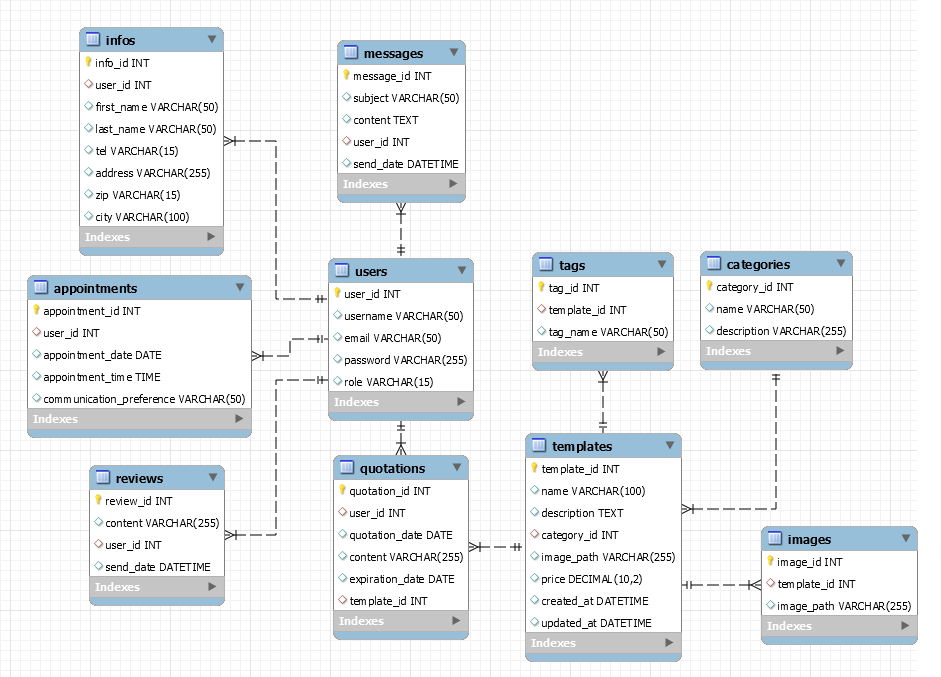 infos
info_id INT
user_id INT
first_name VARCHAR(50)
last_name VARCHAR(50)
tel VARCHAR(15)
address VARCHAR(255)
zip VARCHAR(15)
city VARCHAR(100)
Indexes
messages
message_id INT
subject VARCHAR(50)
content TEXT
user_id INT
send_date DATETIME
Indexes
users
user_id INT
username VARCHAR(50)
email VARCHAR(50)
password VARCHAR(255)
role VARCHAR(15)
Indexes
tags
tag_id INT
template_id INT
tag_name VARCHAR(50)
Indexes
categories
category_id INT
name VARCHAR(50)
description VARCHAR(255)
Indexes
appointments
appointment_id INT
user_id INT
appointment_date DATE
appointment_time TIME
communication_preference VARCHAR(50)
Indexes
reviews
review_id INT
content VARCHAR(255)
user_id INT
send_date DATETIME
Indexes
quotations
quotation_id INT
user_id INT
quotation_date DATE
content VARCHAR(255)
expiration_date DATE
template_id INT
Indexes
templates
template_id INT
name VARCHAR(100)
description TEXT
category_id INT
image_path VARCHAR(255)
price DECIMAL(10,2)
created_at DATETIME
updated_at DATETIME
Indexes
images
image_id INT
template_id INT
image_path VARCHAR(255)
Indexes